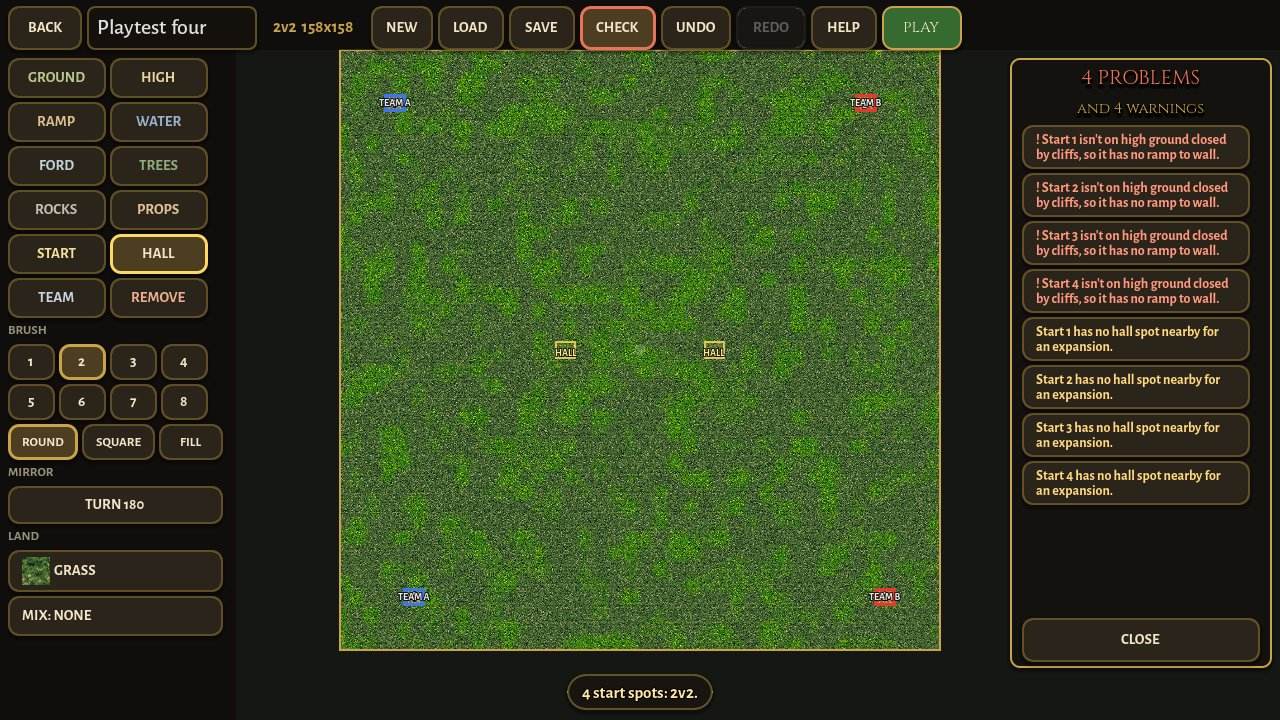 BACK
Playtest four
2v2 158x158
NEW
LOAD
SAVE
CHECK
UNDO
REDO
HELP
PLAY
GROUND
HIGH
RAMP
WATER
FORD
TREES
ROCKS
PROPS
START
HALL
TEAM
REMOVE
BRUSH
1
2
3
4
5
6
7
8
ROUND
SQUARE
FILL
MIRROR
TURN 180
LAND
GRASS
MIX: NONE
TEAM A
TEAM B
HALL
HALL
TEAM A
TEAM B
4 start spots: 2v2.
4 PROBLEMS
AND 4 WARNINGS
! Start 1 isn't on high ground closed
by cliffs, so it has no ramp to wall.
! Start 2 isn't on high ground closed
by cliffs, so it has no ramp to wall.
! Start 3 isn't on high ground closed
by cliffs, so it has no ramp to wall.
! Start 4 isn't on high ground closed
by cliffs, so it has no ramp to wall.
Start 1 has no hall spot nearby for
an expansion.
Start 2 has no hall spot nearby for
an expansion.
Start 3 has no hall spot nearby for
an expansion.
Start 4 has no hall spot nearby for
an expansion.
CLOSE